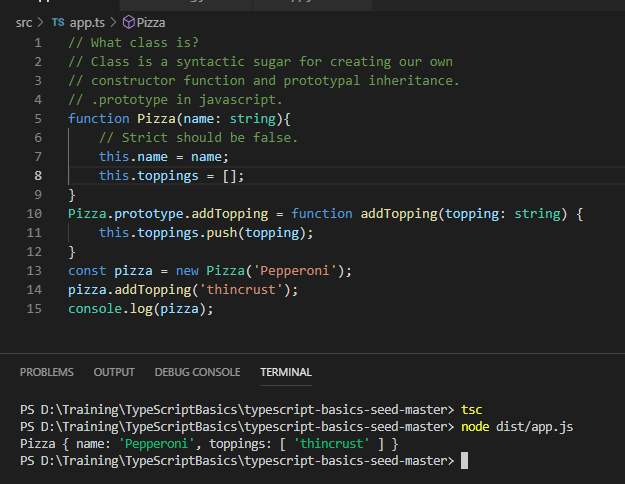 src > TS app.ts > Pizza
1 // What class is?
2 // Class is a syntactic sugar for creating our own
3 // constructor function and prototypal inheritance.
4 // .prototype in javascript.
5 function Pizza(name: string){
6 // Strict should be false.
7 this.name = name;
8 this.toppings = [];
9 }
10 Pizza.prototype.addTopping = function addTopping(topping: string) {
11 this.toppings.push(topping);
12 }
13 const pizza = new Pizza('Pepperoni');
14 pizza.addTopping('thincrust');
15 console.log(pizza);
PROBLEMS OUTPUT DEBUG CONSOLE TERMINAL
PS D:\Training\TypeScriptBasics\typescript-basics-seed-master> tsc
PS D:\Training\TypeScriptBasics\typescript-basics-seed-master> node dist/app.js
Pizza { name: 'Pepperoni', toppings: [ 'thincrust' ] }
PS D:\Training\TypeScriptBasics\typescript-basics-seed-master>